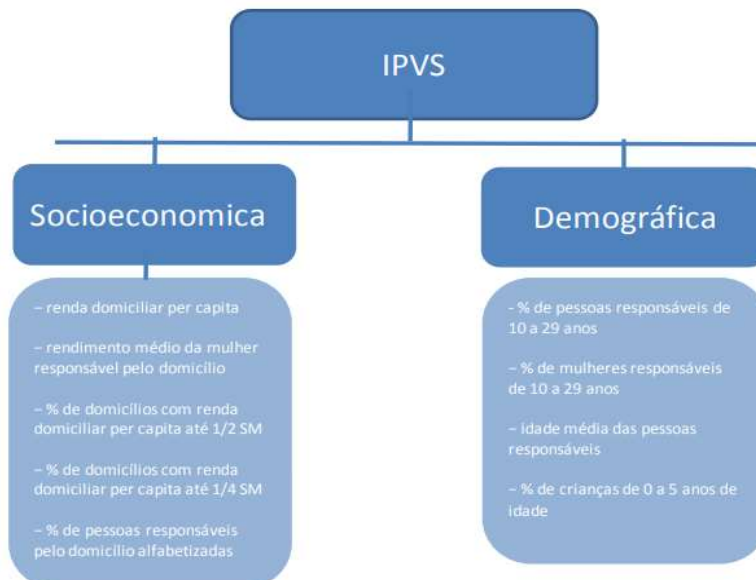 IPVS
Socioeconomica
– renda domiciliar per capita
– rendimento médio da mulher
responsável pelo domicílio
– % de domicílios com renda
domiciliar per capita até 1/2 SM
– % de domicílios com renda
domiciliar per capita até 1/4 SM
– % de pessoas responsáveis
pelo domicílio alfabetizadas
Demográfica
- % de pessoas responsáveis de
10 a 29 anos
– % de mulheres responsáveis
de 10 a 29 anos
– idade média das pessoas
responsáveis
– % de crianças de 0 a 5 anos de
idade